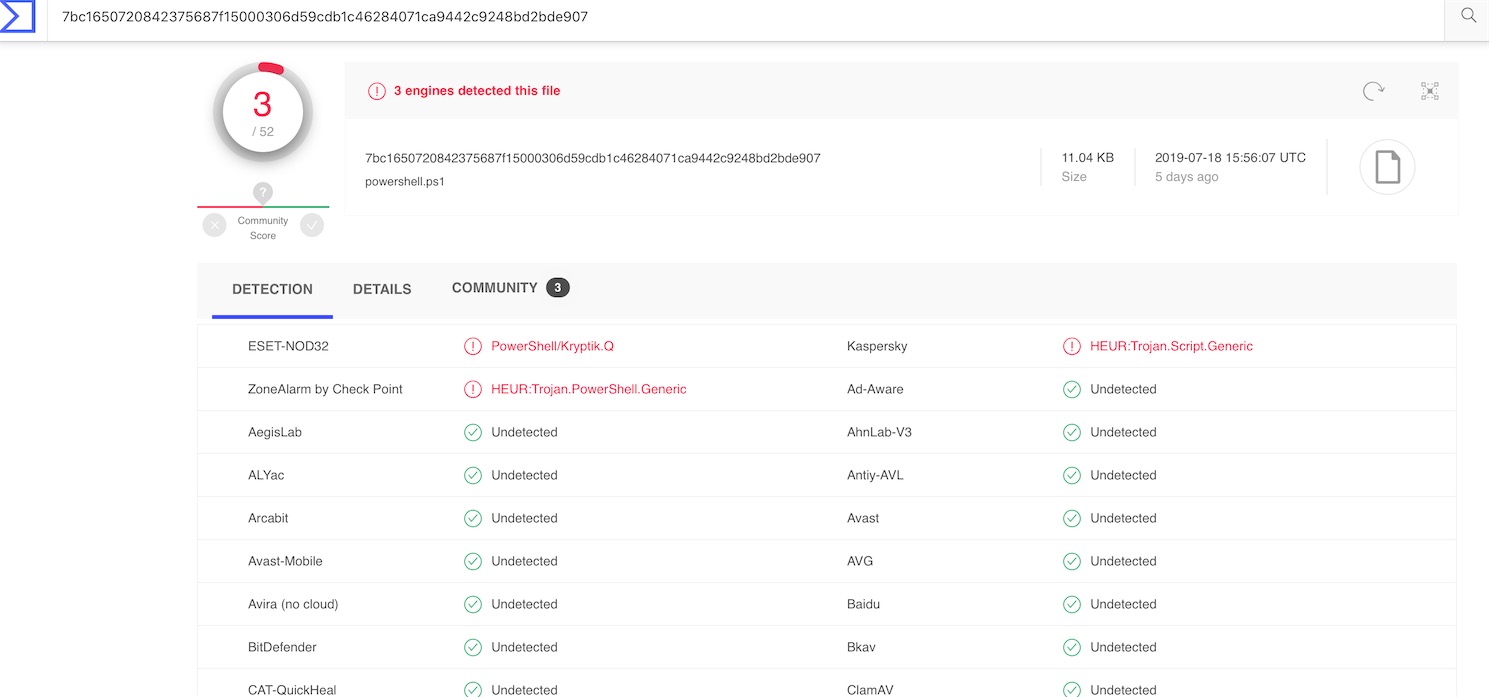 7bc1650720842375687f15000306d59cdb1c46284071ca9442c9248bd2bde907
3
/ 52
3 engines detected this file
7bc1650720842375687f15000306d59cdb1c46284071ca9442c9248bd2bde907
powershell.ps1
11.04 KB
Size
2019-07-18 15:56:07 UTC
5 days ago
?
Community
Score
DETECTION DETAILS COMMUNITY 3
ESET-NOD32 PowerShell/Kryptik.Q Kaspersky HEUR:Trojan.Script.Generic
ZoneAlarm by Check Point HEUR:Trojan.PowerShell.Generic Ad-Aware Undetected
AegisLab Undetected AhnLab-V3 Undetected
ALYac Undetected Antiy-AVL Undetected
Arcabit Undetected Avast Undetected
Avast-Mobile Undetected AVG Undetected
Avira (no cloud) Undetected Baidu Undetected
BitDefender Undetected Bkav Undetected
CAT-QuickHeal Undetected ClamAV Undetected